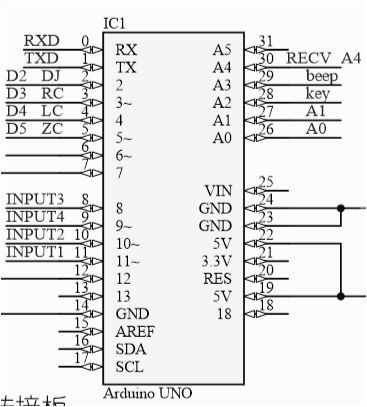 IC1
RXD 0 RX A5 31
TXD 1 TX A4 30 RECV A4
D2 DJ 2 2 A3 29 beep
D3 RC 3 3~ A2 28 key
D4 LC 4 4 A1 27 A1
D5 ZC 5 5~ A0 26 A0
6 6~
7 7
VIN 25
INPUT3 8 8 GND 24
INPUT4 9 9~ GND 23
INPUT2 10 10~ 5V 22
INPUT1 11 11~ 3.3V 21
12 12 RES 20
13 13 5V 19
14 GND 18 18
15 AREF
16 SDA
17 SCL
Arduino UNO
接板